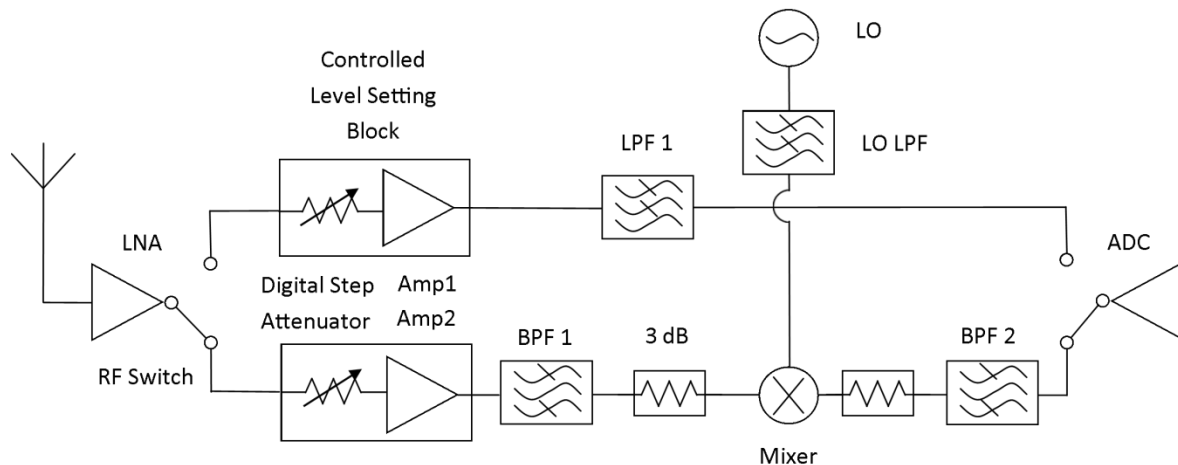 LO
Controlled
Level Setting
Block
LPF 1
LO LPF
LNA
ADC
Digital Step
Attenuator
Amp1
Amp2
BPF 1
3 dB
BPF 2
RF Switch
Mixer